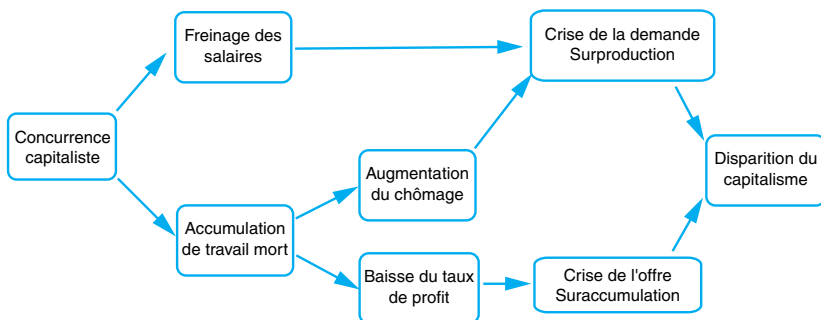 Freinage des
salaires
Crise de la demande
Surproduction
Concurrence
capitaliste
Augmentation
du chômage
Disparition du
capitalisme
Accumulation
de travail mort
Baisse du taux
de profit
Crise de l'offre
Suraccumulation